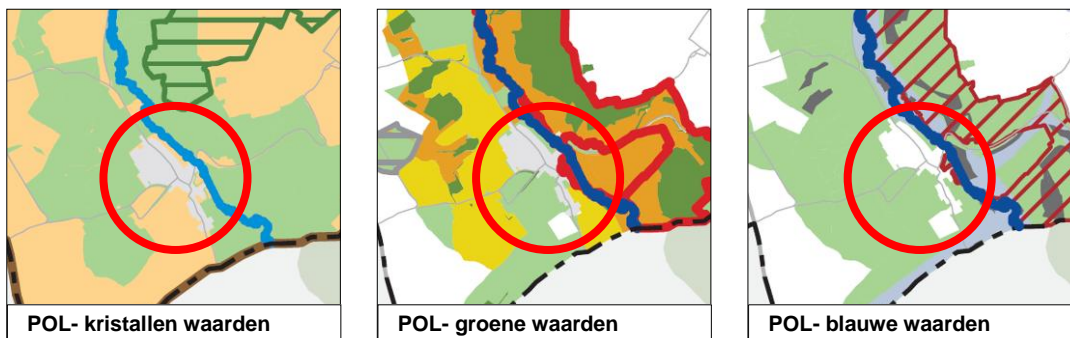 POL- kristallen waarden
POL- groene waarden
POL- blauwe waarden